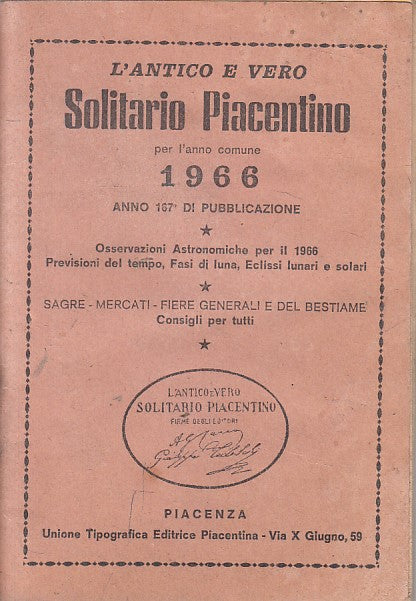 L'ANTICO E VERO
Solitario Piacentino
per l'anno comune
1966
ANNO 167° DI PUBBLICAZIONE
Osservazioni Astronomiche per il 1966
Previsioni del tempo, Fasi di luna, Eclissi lunari e solari
SAGRE - MERCATI - FIERE GENERALI E DEL BESTIAME
Consigli per tutti
L'ANTICO E VERO
SOLITARIO PIACENTINO
FIRME DEGLI EDITORI
PIACENZA
Unione Tipografica Editrice Piacentina - Via X Giugno, 59